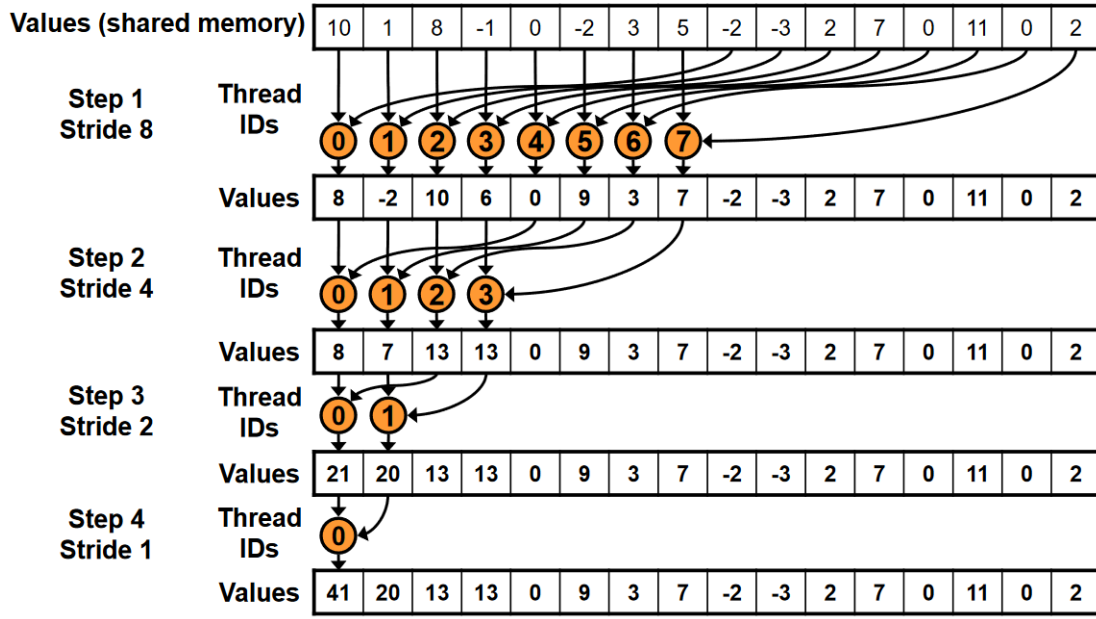 Values (shared memory) 10 1 8 -1 0 -2 3 5 -2 -3 2 7 0 11 0 2
Step 1 Thread
Stride 8 IDs
0 1 2 3 4 5 6 7
Values 8 -2 10 6 0 9 3 7 -2 -3 2 7 0 11 0 2
Step 2 Thread
Stride 4 IDs
0 1 2 3
Values 8 7 13 13 0 9 3 7 -2 -3 2 7 0 11 0 2
Step 3 Thread
Stride 2 IDs
0 1
Values 21 20 13 13 0 9 3 7 -2 -3 2 7 0 11 0 2
Step 4 Thread
Stride 1 IDs
0
Values 41 20 13 13 0 9 3 7 -2 -3 2 7 0 11 0 2